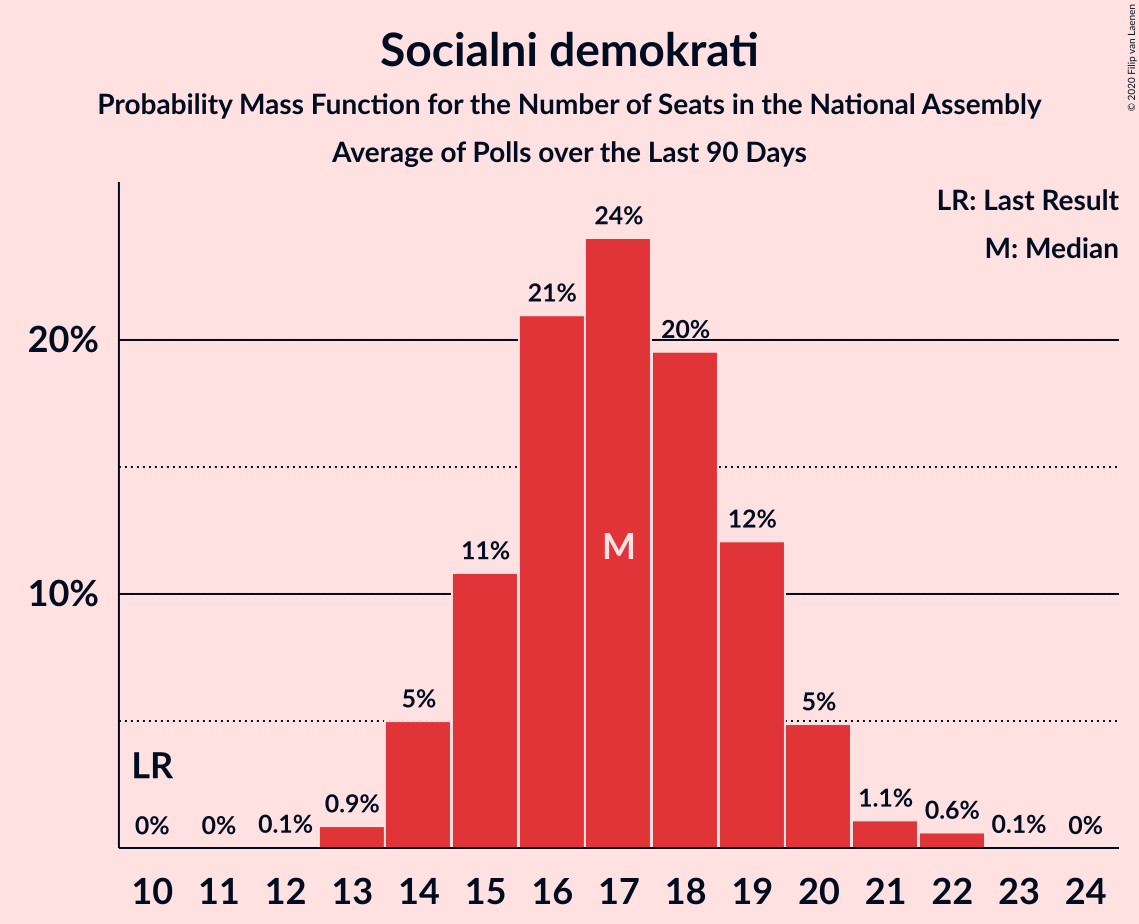 Socialni demokrati
Probability Mass Function for the Number of Seats in the National Assembly
Average of Polls over the Last 90 Days
© 2020 Filip van Laenen
LR: Last Result
M: Median
24%
21%
20%
20%
12%
M
11%
10%
5%
5%
LR
0.9%
1.1%
0.6%
0%
0%
0.1%
0.1%
0%
10 11 12 13 14 15 16 17 18 19 20 21 22 23 24